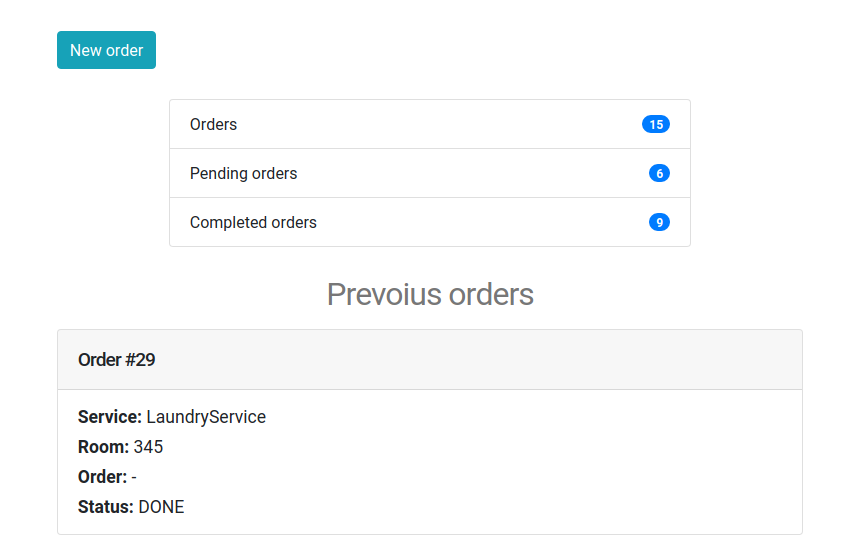 New order
Orders 15
Pending orders 6
Completed orders 9
Prevoius orders
Order #29
Service: LaundryService
Room: 345
Order: -
Status: DONE